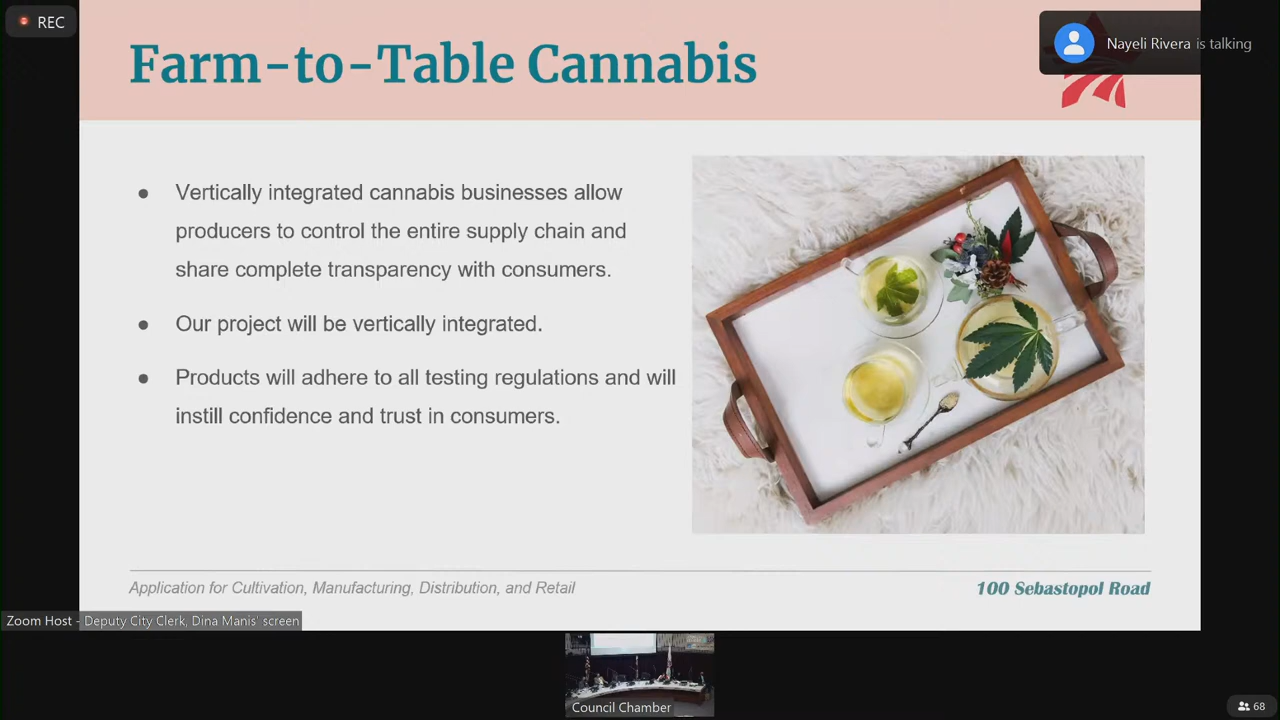 REC
Farm-to-Table Cannabis
Nayeli Rivera is talking
Vertically integrated cannabis businesses allow
producers to control the entire supply chain and
share complete transparency with consumers.
Our project will be vertically integrated.
Products will adhere to all testing regulations and will
instill confidence and trust in consumers.
Application for Cultivation, Manufacturing, Distribution, and Retail
100 Sebastopol Road
Zoom Host - Deputy City Clerk, Dina Manis' screen
Council Chamber
68